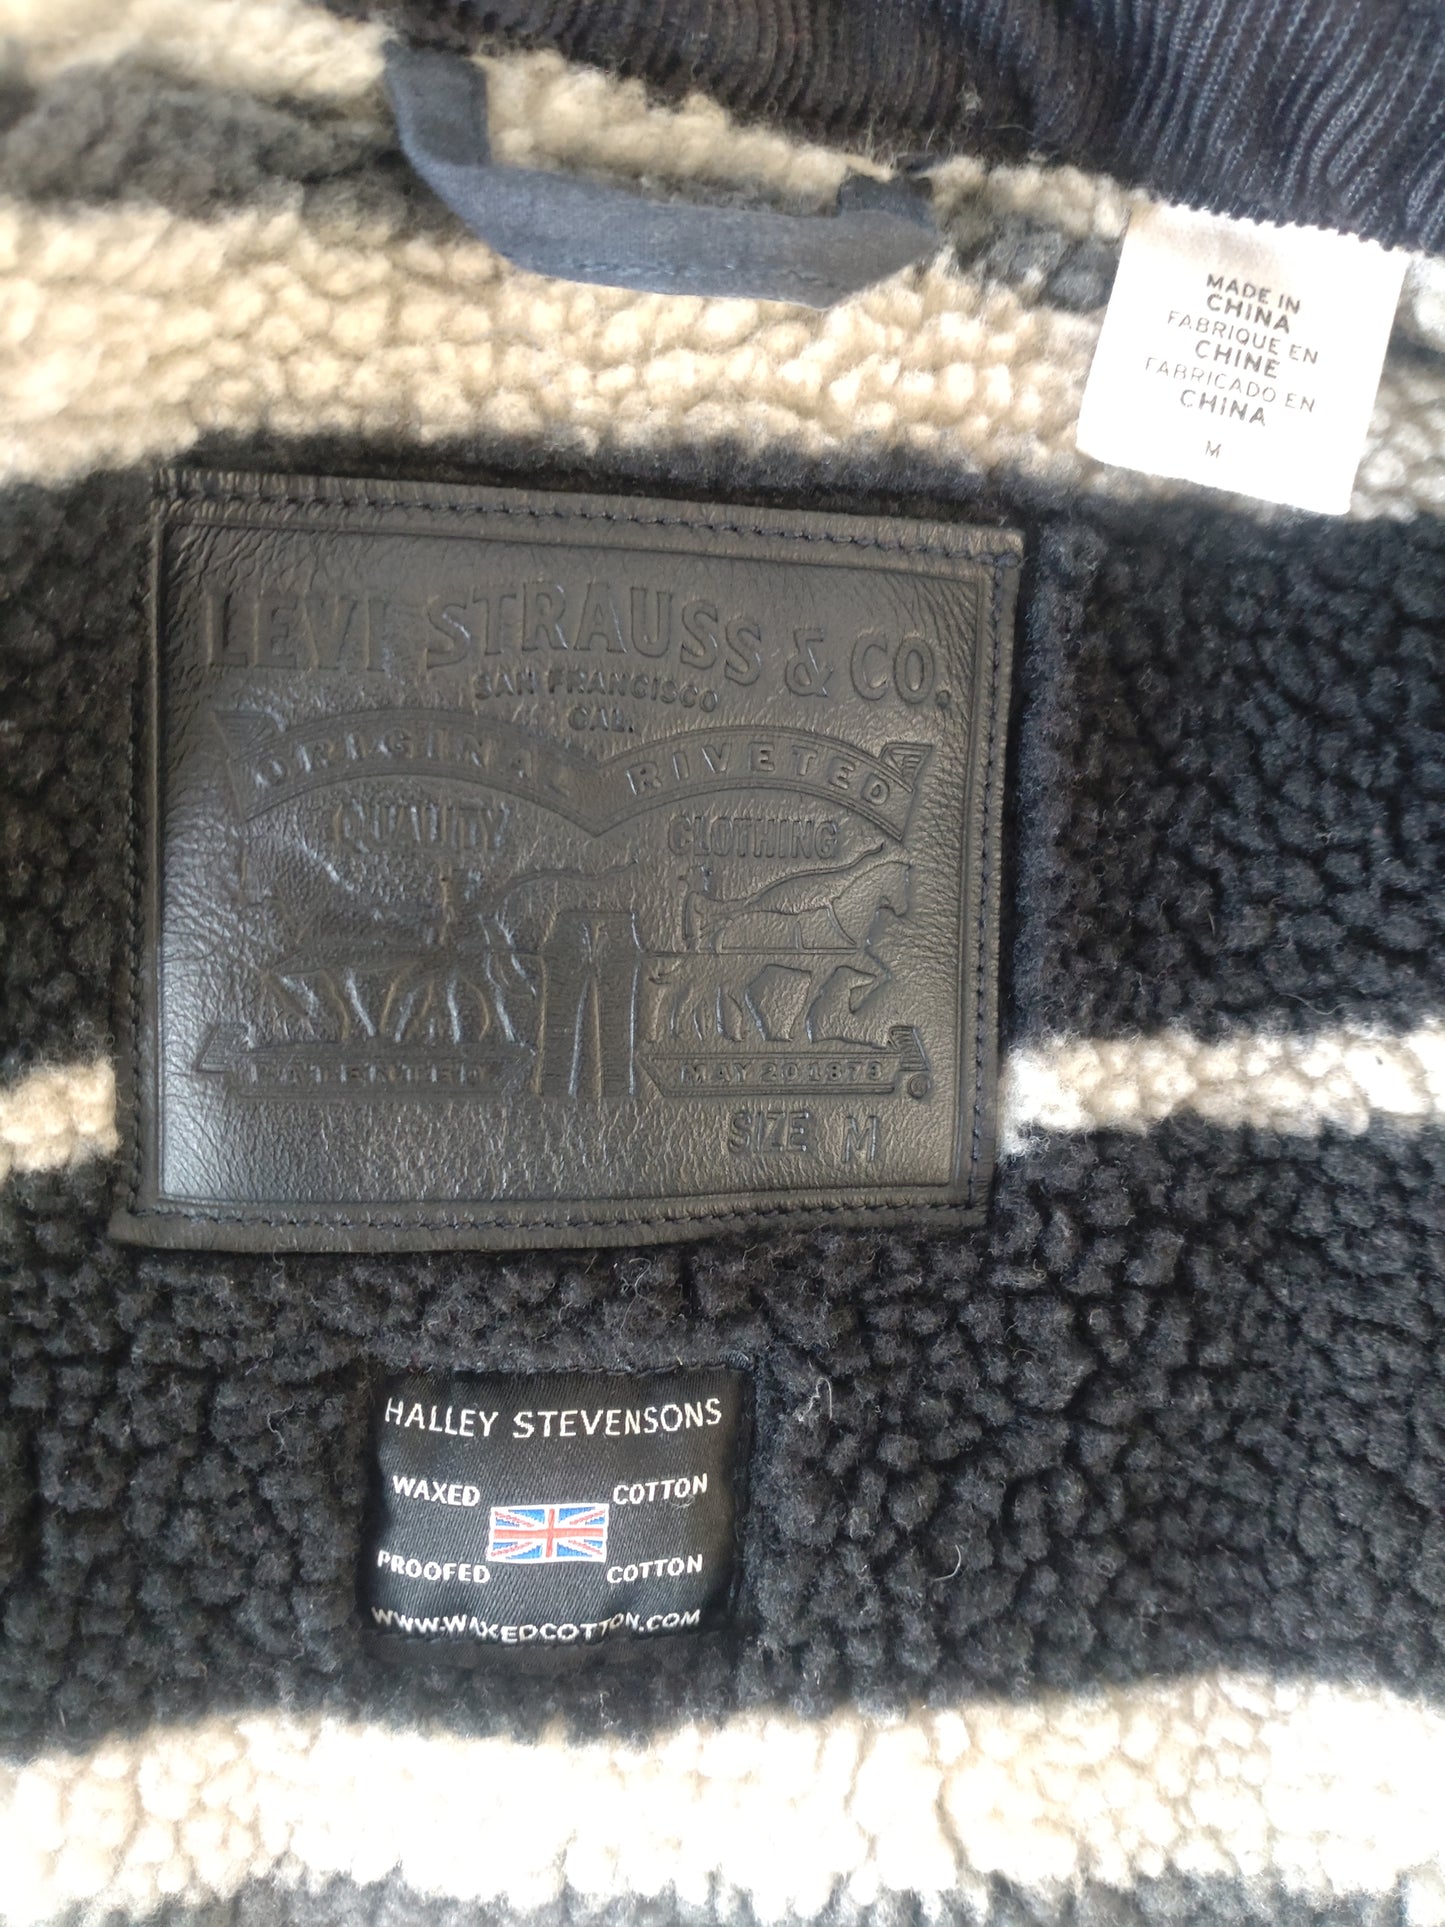 MADE IN
CHINA
FABRIQUE EN
CHINE
FABRICADO EN
CHINA
M
LEVI STRAUSS & CO.
SAN FRANCISCO
CAL.
ORIGINAL RIVETED
QUALITY CLOTHING
PATENTED MAY 20 1873
SIZE M
HALLEY STEVENSONS
WAXED COTTON
PROOFED COTTON
WWW.WAXEDCOTTON.COM